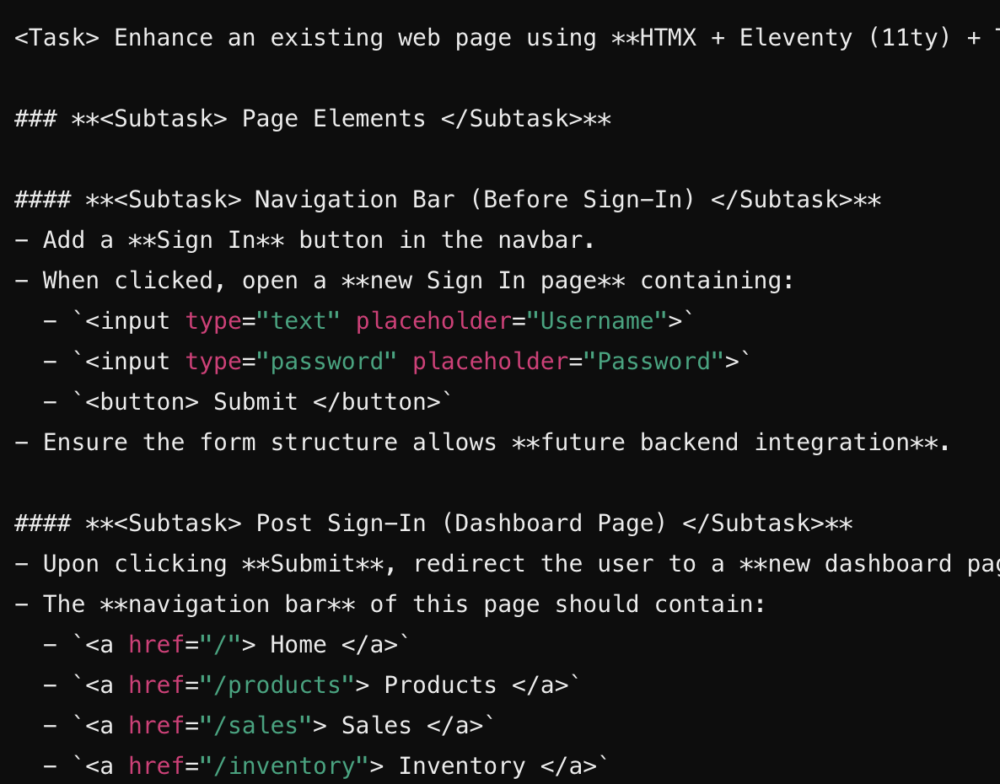 <Task> Enhance an existing web page using **HTMX + Eleventy (11ty) +
### **<Subtask> Page Elements </Subtask>**
#### **<Subtask> Navigation Bar (Before Sign-In) </Subtask>**
- Add a **Sign In** button in the navbar.
- When clicked, open a **new Sign In page** containing:
  - `<input type="text" placeholder="Username">`
  - `<input type="password" placeholder="Password">`
  - `<button> Submit </button>`
- Ensure the form structure allows **future backend integration**.
#### **<Subtask> Post Sign-In (Dashboard Page) </Subtask>**
- Upon clicking **Submit**, redirect the user to a **new dashboard
- The **navigation bar** of this page should contain:
  - `<a href="/"> Home </a>`
  - `<a href="/products"> Products </a>`
  - `<a href="/sales"> Sales </a>`
  - `<a href="/inventory"> Inventory </a>`